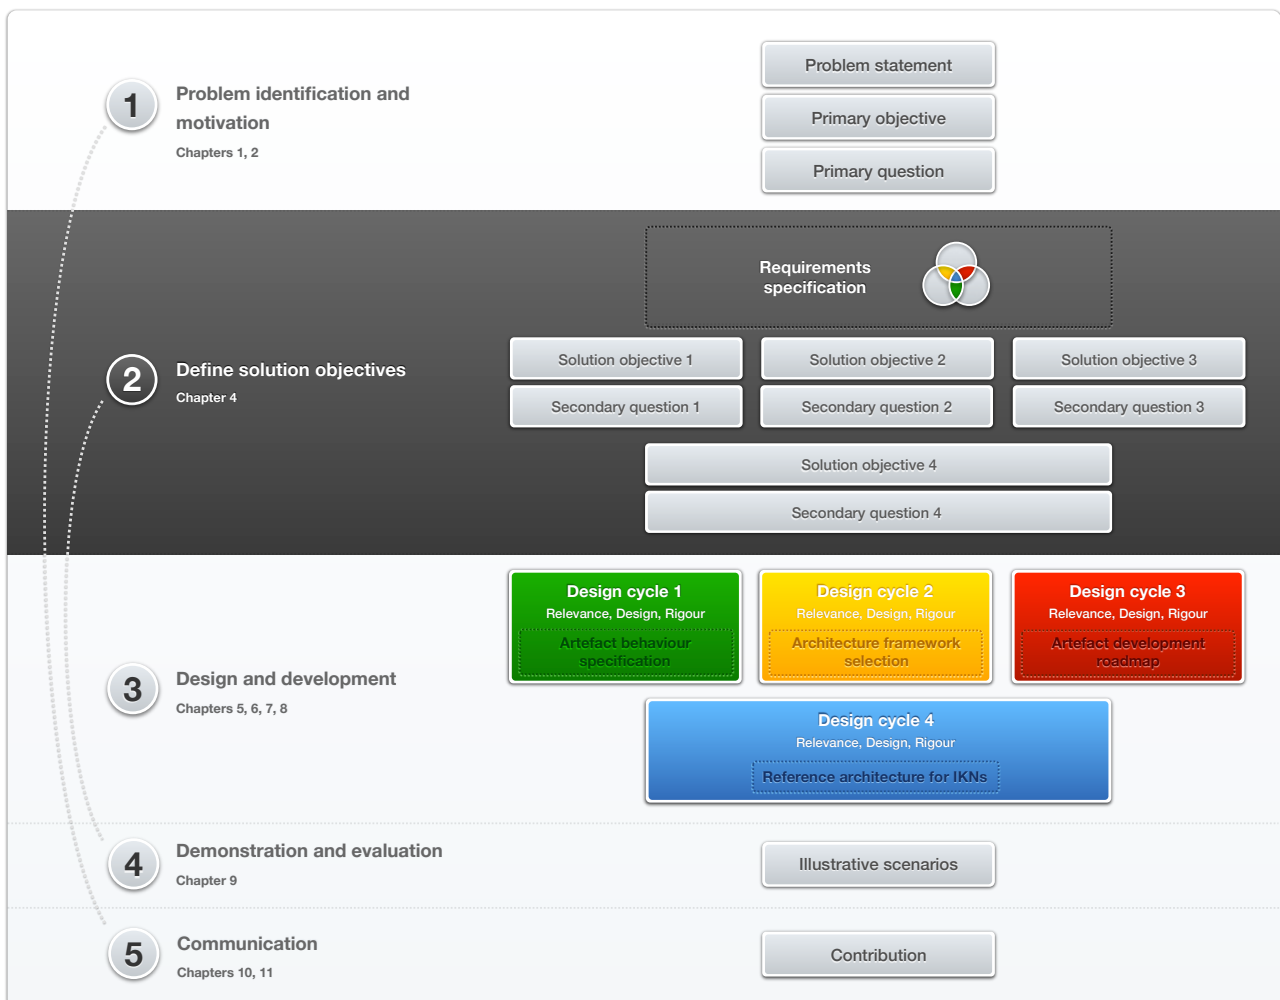 1
Problem identification and
motivation
Chapters 1, 2
Problem statement
Primary objective
Primary question
2
Define solution objectives
Chapter 4
Requirements
specification
Solution objective 1
Solution objective 2
Solution objective 3
Secondary question 1
Secondary question 2
Secondary question 3
Solution objective 4
Secondary question 4
3
Design and development
Chapters 5, 6, 7, 8
Design cycle 1
Relevance, Design, Rigour
Artefact behaviour
specification
Design cycle 2
Relevance, Design, Rigour
Architecture framework
selection
Design cycle 3
Relevance, Design, Rigour
Artefact development
roadmap
Design cycle 4
Relevance, Design, Rigour
Reference architecture for IKNs
4
Demonstration and evaluation
Chapter 9
Illustrative scenarios
5
Communication
Chapters 10, 11
Contribution